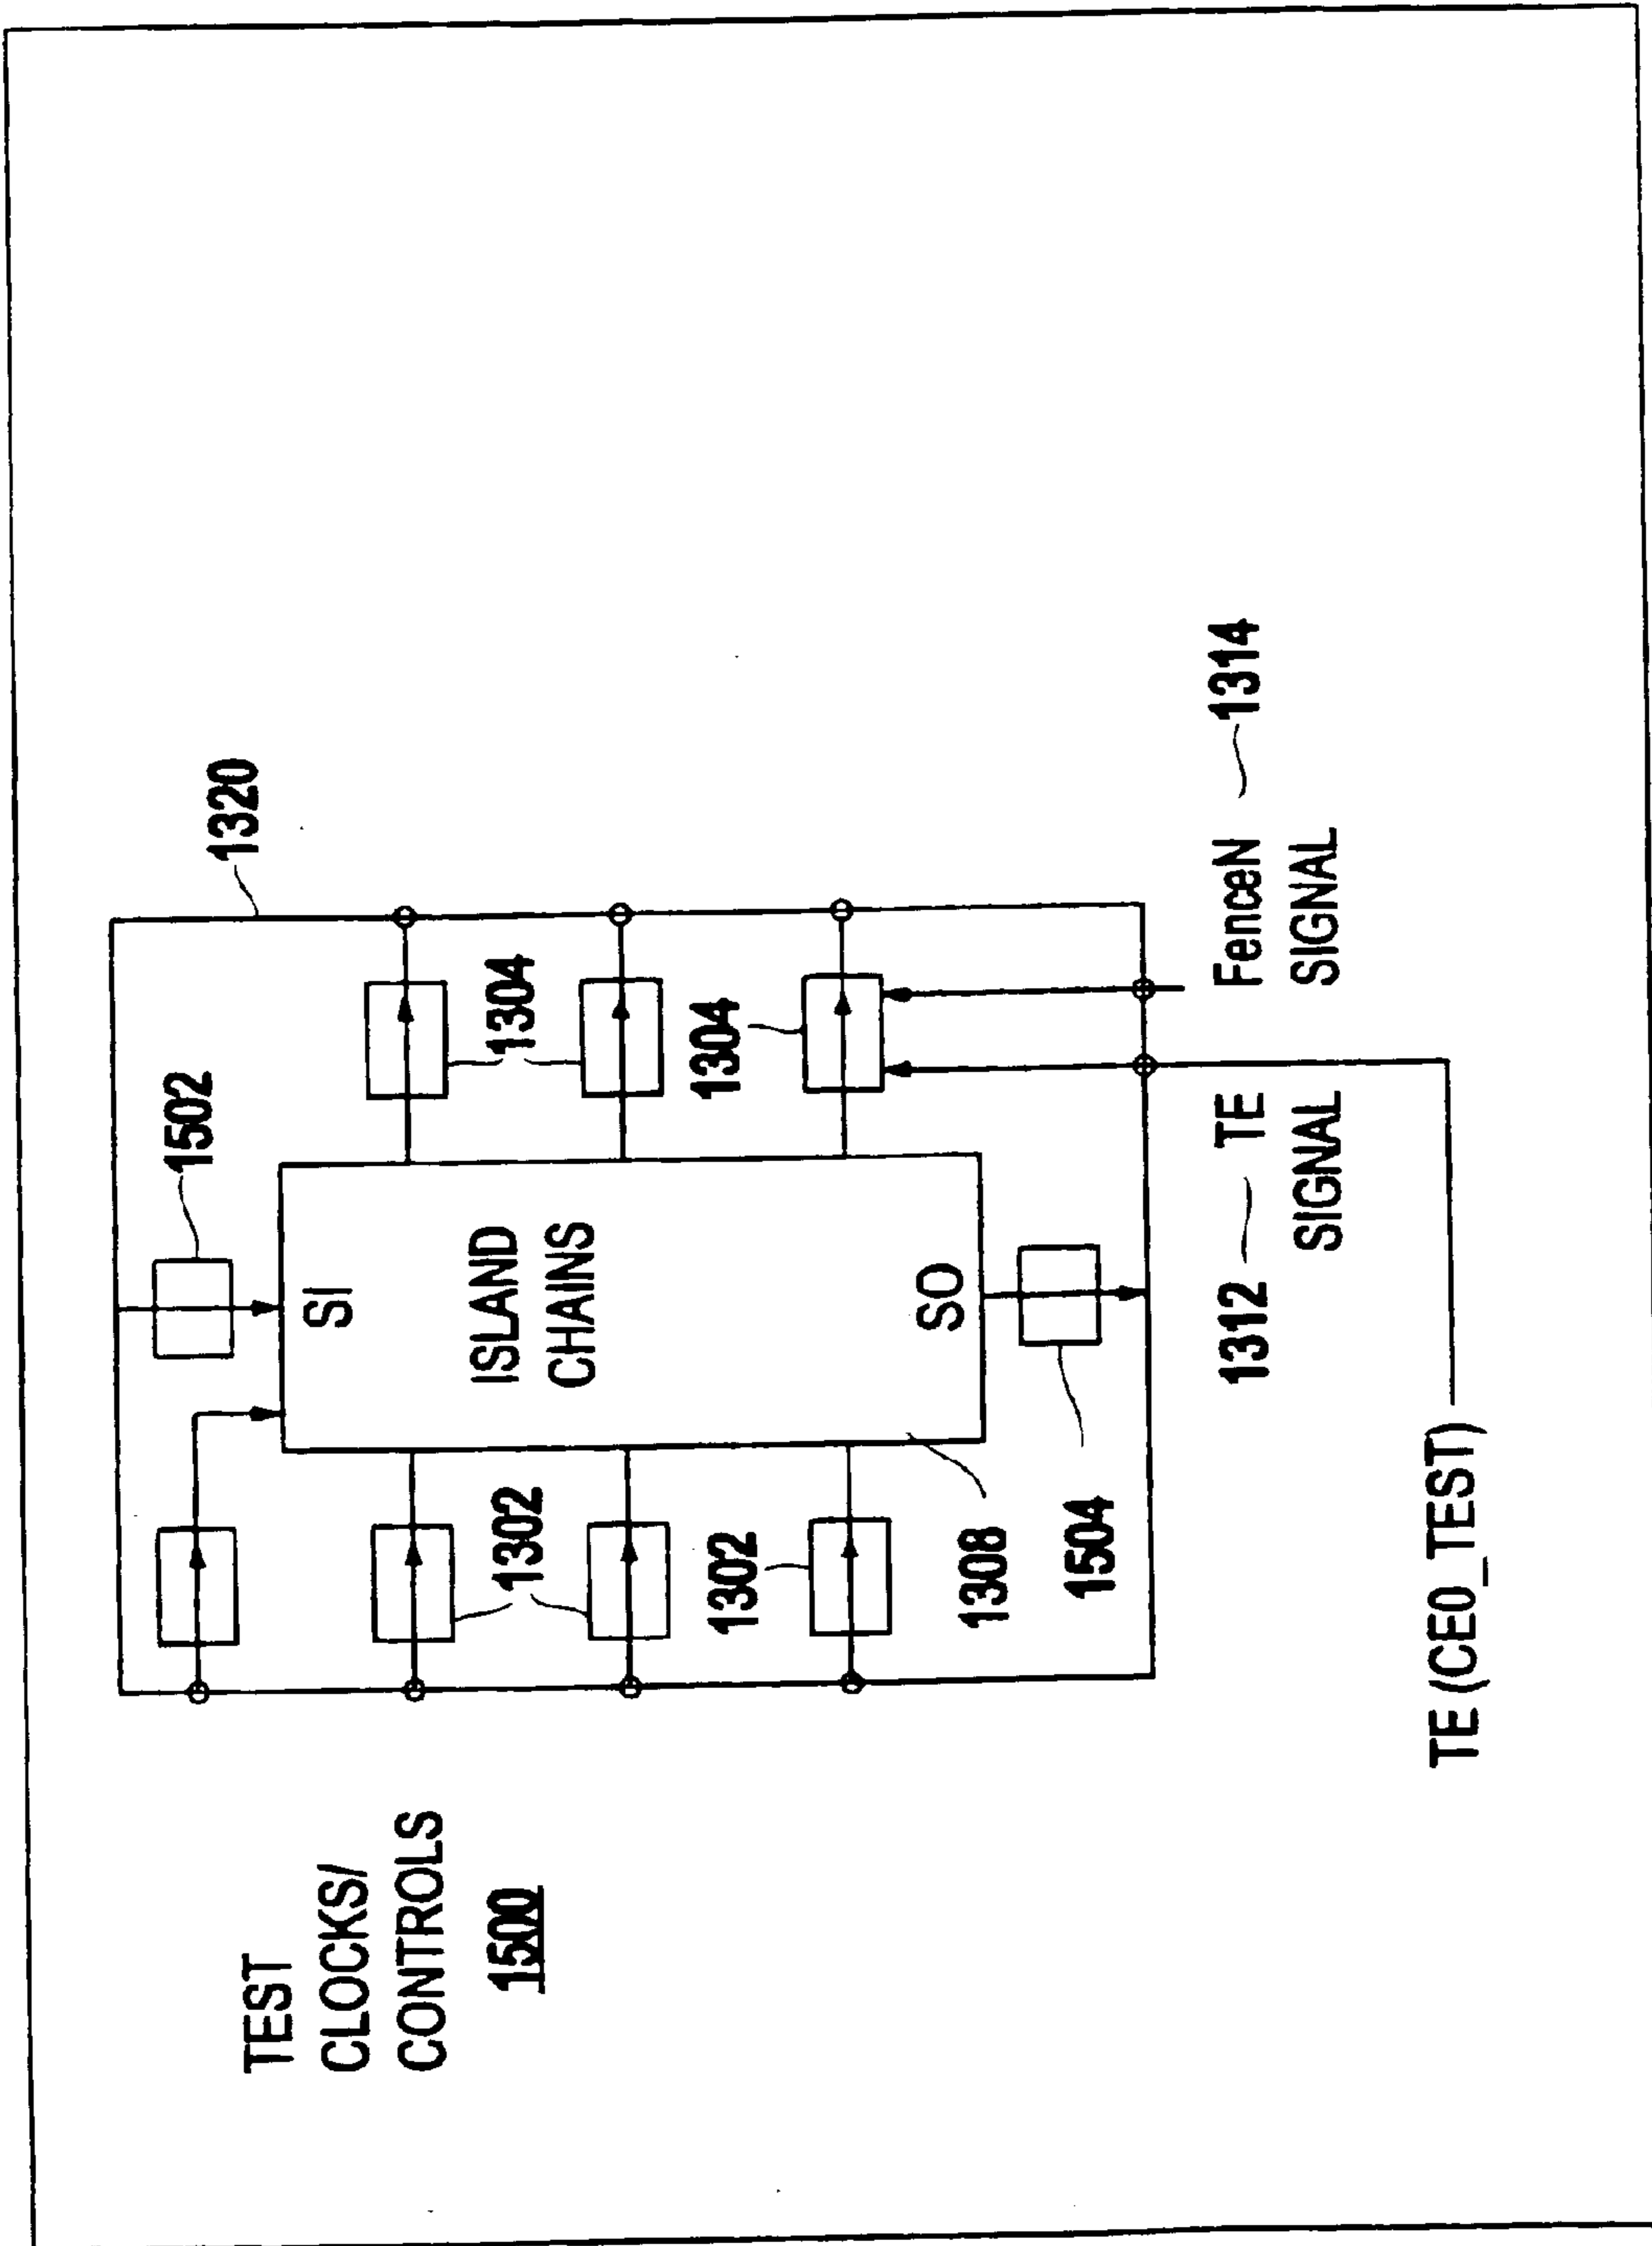 TEST
CLOCKS/
CONTROLS
1500
1502
1320
SI
ISLAND
CHAINS
SO
1302
1304
1302
1304
1308
1504
1312
TE
SIGNAL
FenceN
SIGNAL
1314
TE (CE0_TEST)